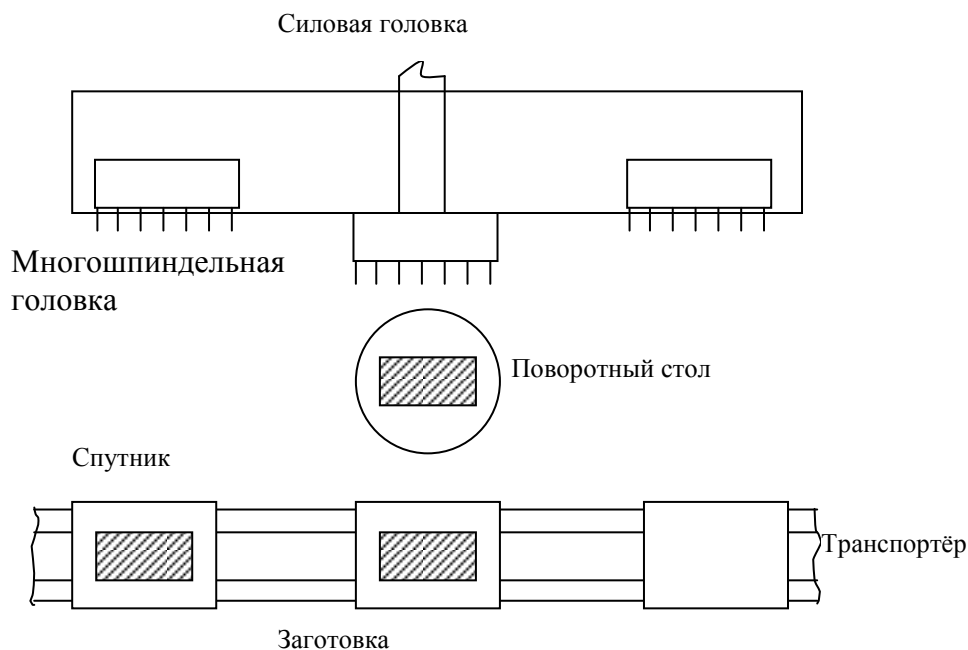 Силовая головка
Многошпиндельная
головка
Поворотный стол
Спутник
Транспортёр
Заготовка